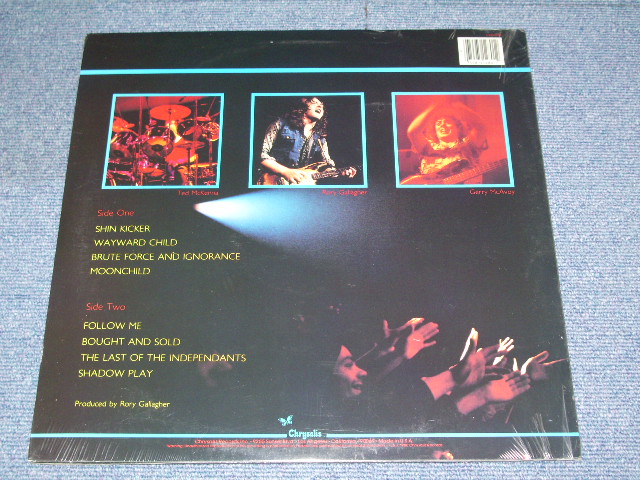 Ted McKenna
Rory Gallagher
Gerry McAvoy
Side One
SHIN KICKER
WAYWARD CHILD
BRUTE FORCE AND IGNORANCE
MOONCHILD
Side Two
FOLLOW ME
BOUGHT AND SOLD
THE LAST OF THE INDEPENDANTS
SHADOW PLAY
Produced by Rory Gallagher
Chrysalis